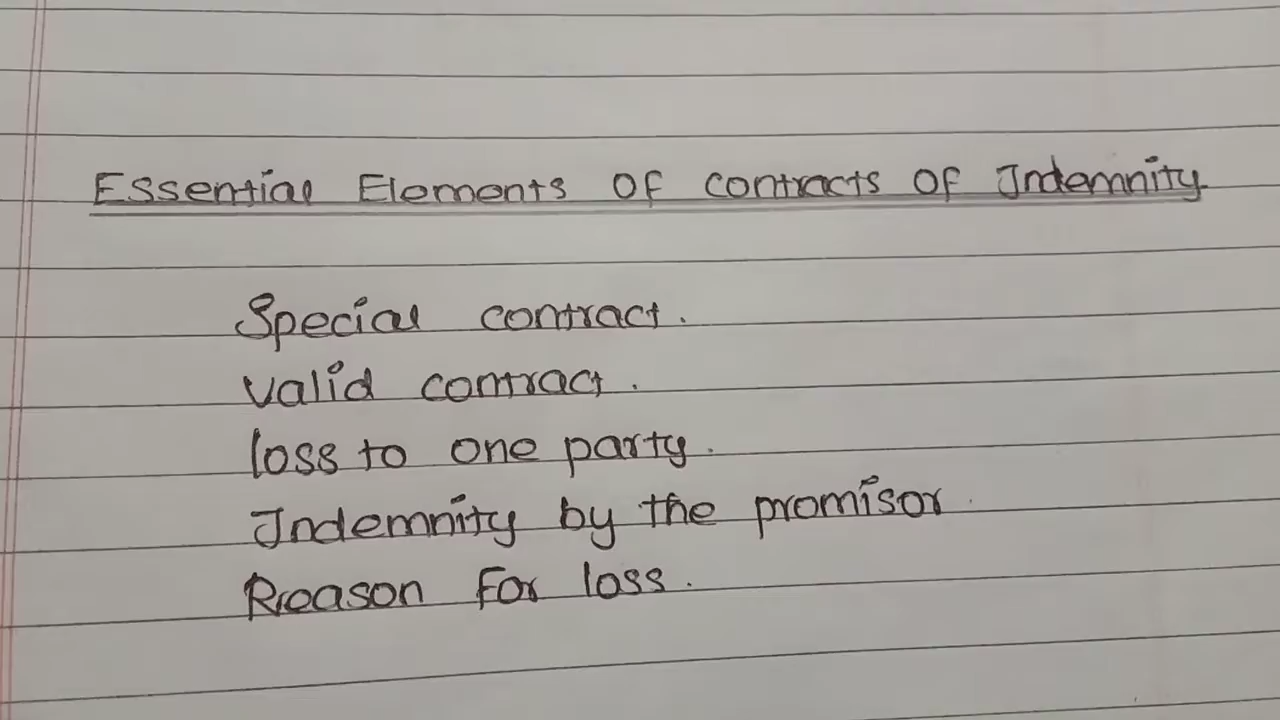 Essential Elements OF contracts OF Indemnity
Special contract.
valid contract.
loss to one party.
Indemnity by the promisor.
Reason For loss.